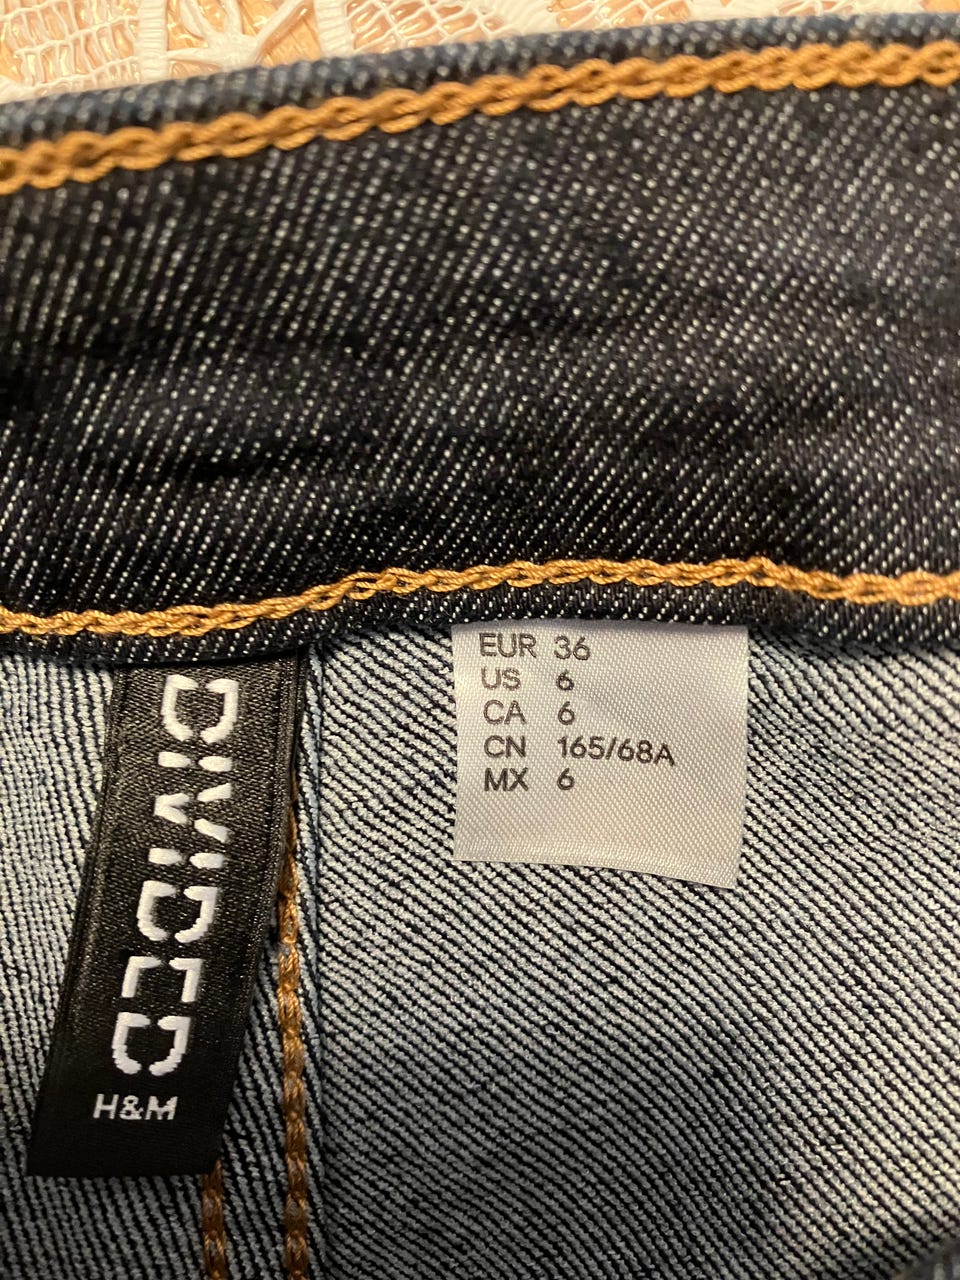 DIVIDED
H&M
EUR 36
US 6
CA 6
CN 165/68A
MX 6